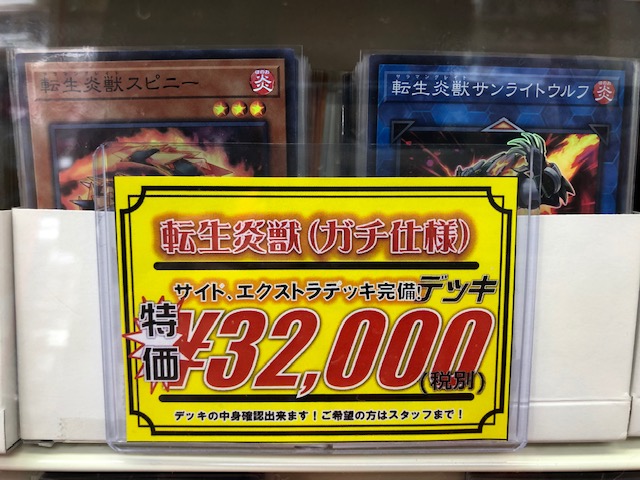 転生炎獣スピニー
炎
転生炎獣サンライトウルフ
炎
転生炎獣(ガチ仕様)
サイド、エクストラデッキ完備!デッキ
特価
¥32,000
(税別)
デッキの中身確認出来ます!ご希望の方はスタッフまで!